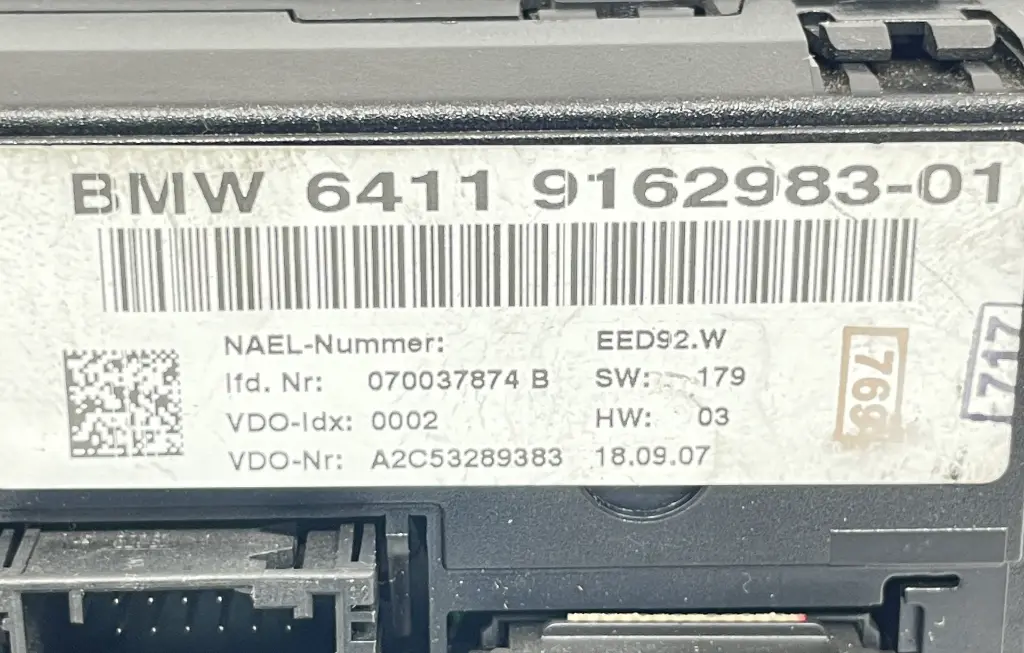 BMW 6411 9162983-01
NAEL-Nummer: EED92.W
lfd. Nr: 070037874 B SW: 179
VDO-Idx: 0002 HW: 03
VDO-Nr: A2C53289383 18.09.07
769
717